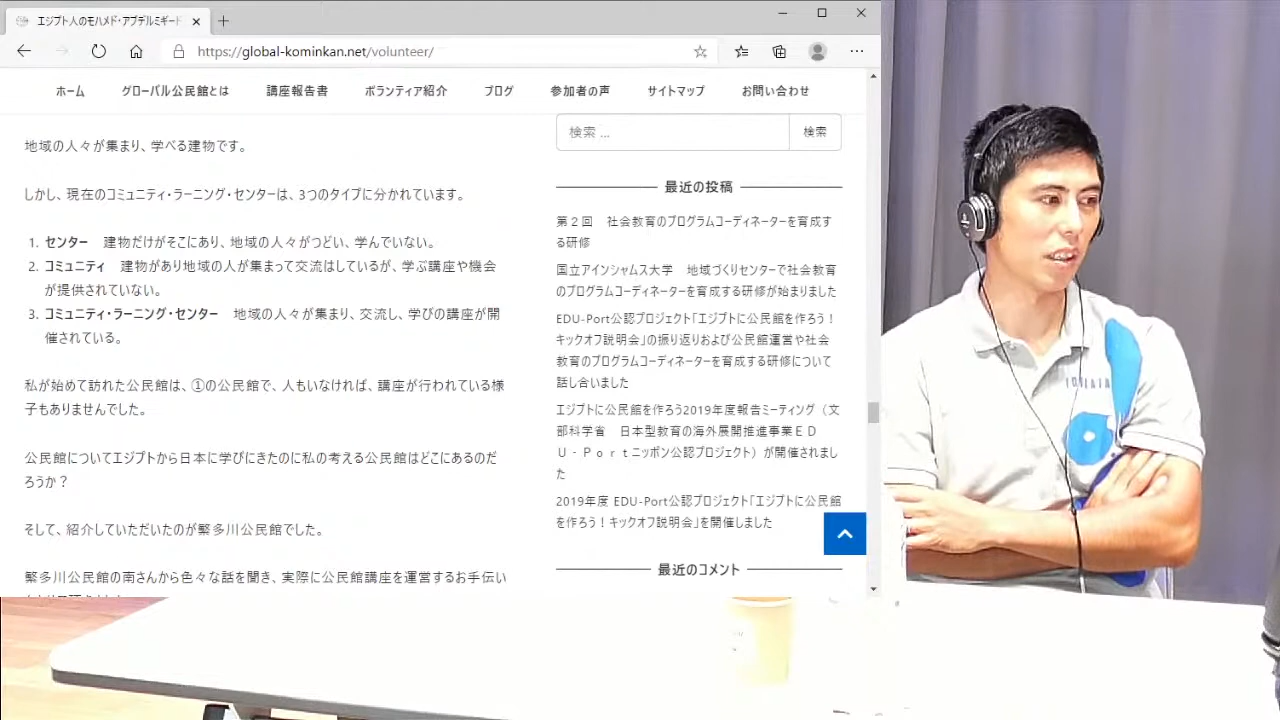 エジプト人のモハメド・アブデルミギード
https://global-kominkan.net/volunteer/
ホーム グローバル公民館とは 講座報告書 ボランティア紹介 ブログ 参加者の声 サイトマップ お問い合わせ
地域の人々が集まり、学べる建物です。
しかし、現在のコミュニティ・ラーニング・センターは、3つのタイプに分かれています。
1. センター　建物だけがそこにあり、地域の人々がつどい、学んでいない。
2. コミュニティ　建物があり地域の人が集まって交流はしているが、学ぶ講座や機会
が提供されていない。
3. コミュニティ・ラーニング・センター　地域の人々が集まり、交流し、学びの講座が開
催されている。
私が始めて訪れた公民館は、①の公民館で、人もいなければ、講座が行われている様
子もありませんでした。
公民館についてエジプトから日本に学びにきたのに私の考える公民館はどこにあるのだ
ろうか？
そして、紹介していただいたのが繁多川公民館でした。
繁多川公民館の南さんから色々な話を聞き、実際に公民館講座を運営するお手伝い
検索 ...
検索
最近の投稿
第２回　社会教育のプログラムコーディネーターを育成す
る研修
国立アインシャムス大学　地域づくりセンターで社会教育
のプログラムコーディネーターを育成する研修が始まりました
EDU-Port公認プロジェクト「エジプトに公民館を作ろう！
キックオフ説明会」の振り返りおよび公民館運営や社会
教育のプログラムコーディネーターを育成する研修について
話し合いました
エジプトに公民館を作ろう2019年度報告ミーティング（文
部科学省　日本型教育の海外展開推進事業ＥＤ
Ｕ‐Ｐｏｒｔニッポン公認プロジェクト）が開催されまし
た
2019年度 EDU-Port公認プロジェクト「エジプトに公民館
を作ろう！キックオフ説明会」を開催しました
最近のコメント